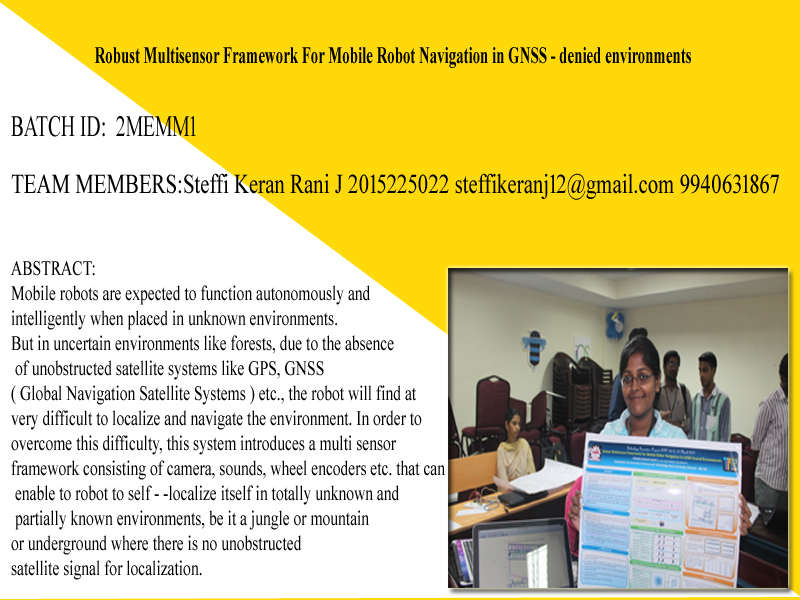 Robust Multisensor Framework For Mobile Robot Navigation in GNSS - denied environments
BATCH ID: 2MEMM1
TEAM MEMBERS:Steffi Keran Rani J 2015225022 steffikeranj12@gmail.com 9940631867
ABSTRACT:
Mobile robots are expected to function autonomously and
intelligently when placed in unknown environments.
But in uncertain environments like forests, due to the absence
of unobstructed satellite systems like GPS, GNSS
( Global Navigation Satellite Systems ) etc., the robot will find at
very difficult to localize and navigate the environment. In order to
overcome this difficulty, this system introduces a multi sensor
framework consisting of camera, sounds, wheel encoders etc. that can
enable to robot to self - -localize itself in totally unknown and
partially known environments, be it a jungle or mountain
or underground where there is no unobstructed
satellite signal for localization.